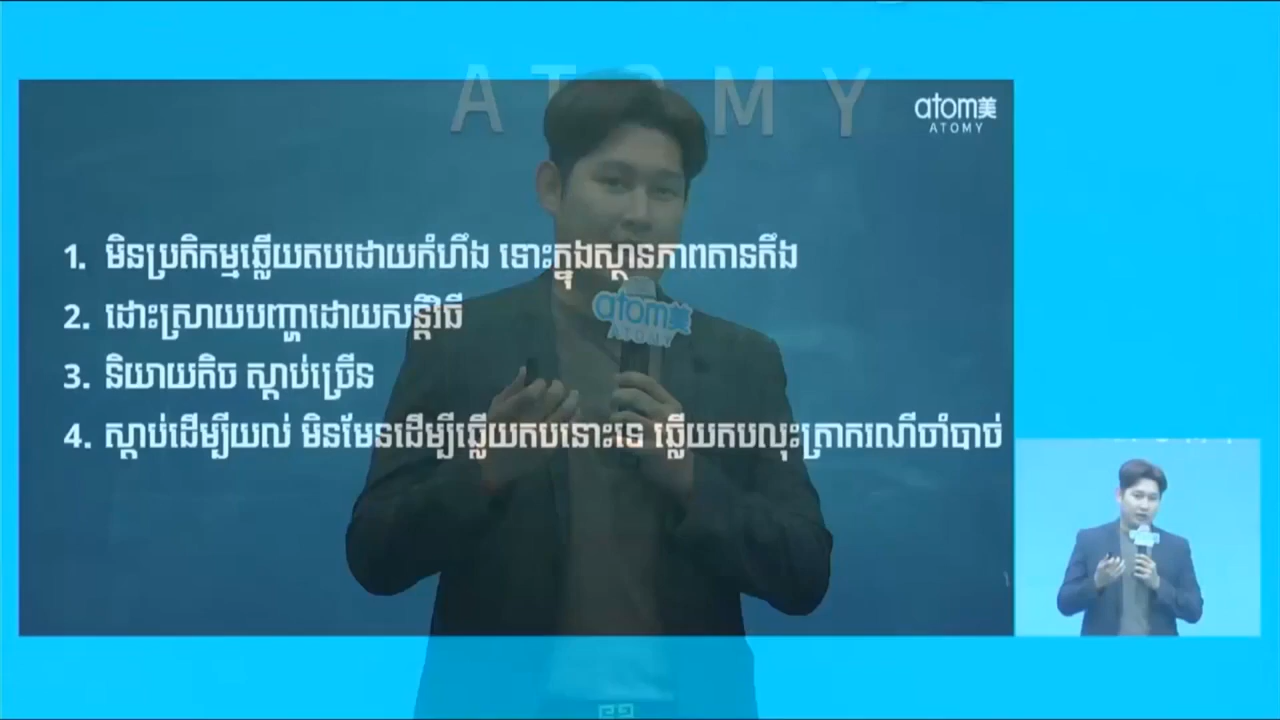 ATOMY
atom美
ATOMY
1. មិនប្រតិកម្មឆ្លើយតបដោយកំហឹង ទោះក្នុងស្ថានភាពតានតឹង
2. ដោះស្រាយបញ្ហាដោយសន្តិវិធី
3. និយាយតិច ស្តាប់ច្រើន
4. ស្តាប់ដើម្បីយល់ មិនមែនដើម្បីឆ្លើយតបនោះទេ ឆ្លើយតបលុះត្រាករណីចាំបាច់
atom美
ATOMY